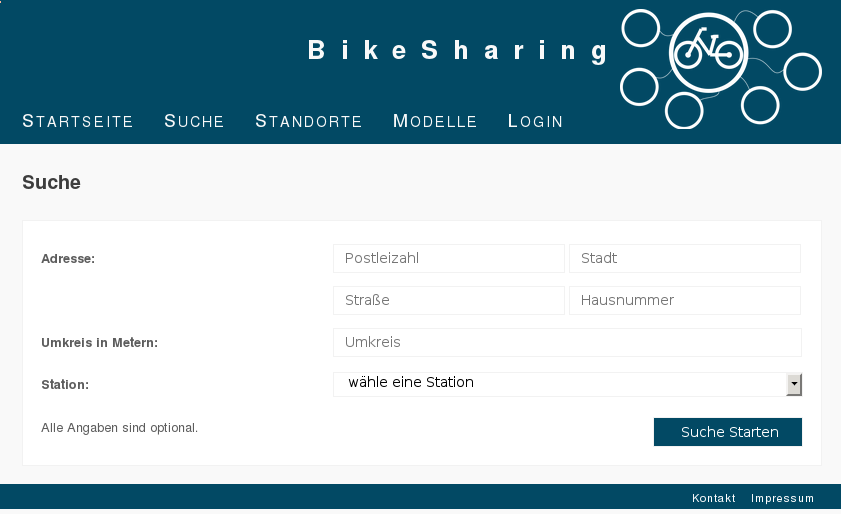 BikeSharing
STARTSEITE SUCHE STANDORTE MODELLE LOGIN
Suche
Adresse: Postleizahl Stadt
Straße Hausnummer
Umkreis in Metern: Umkreis
Station: wähle eine Station
Alle Angaben sind optional. Suche Starten
Kontakt Impressum